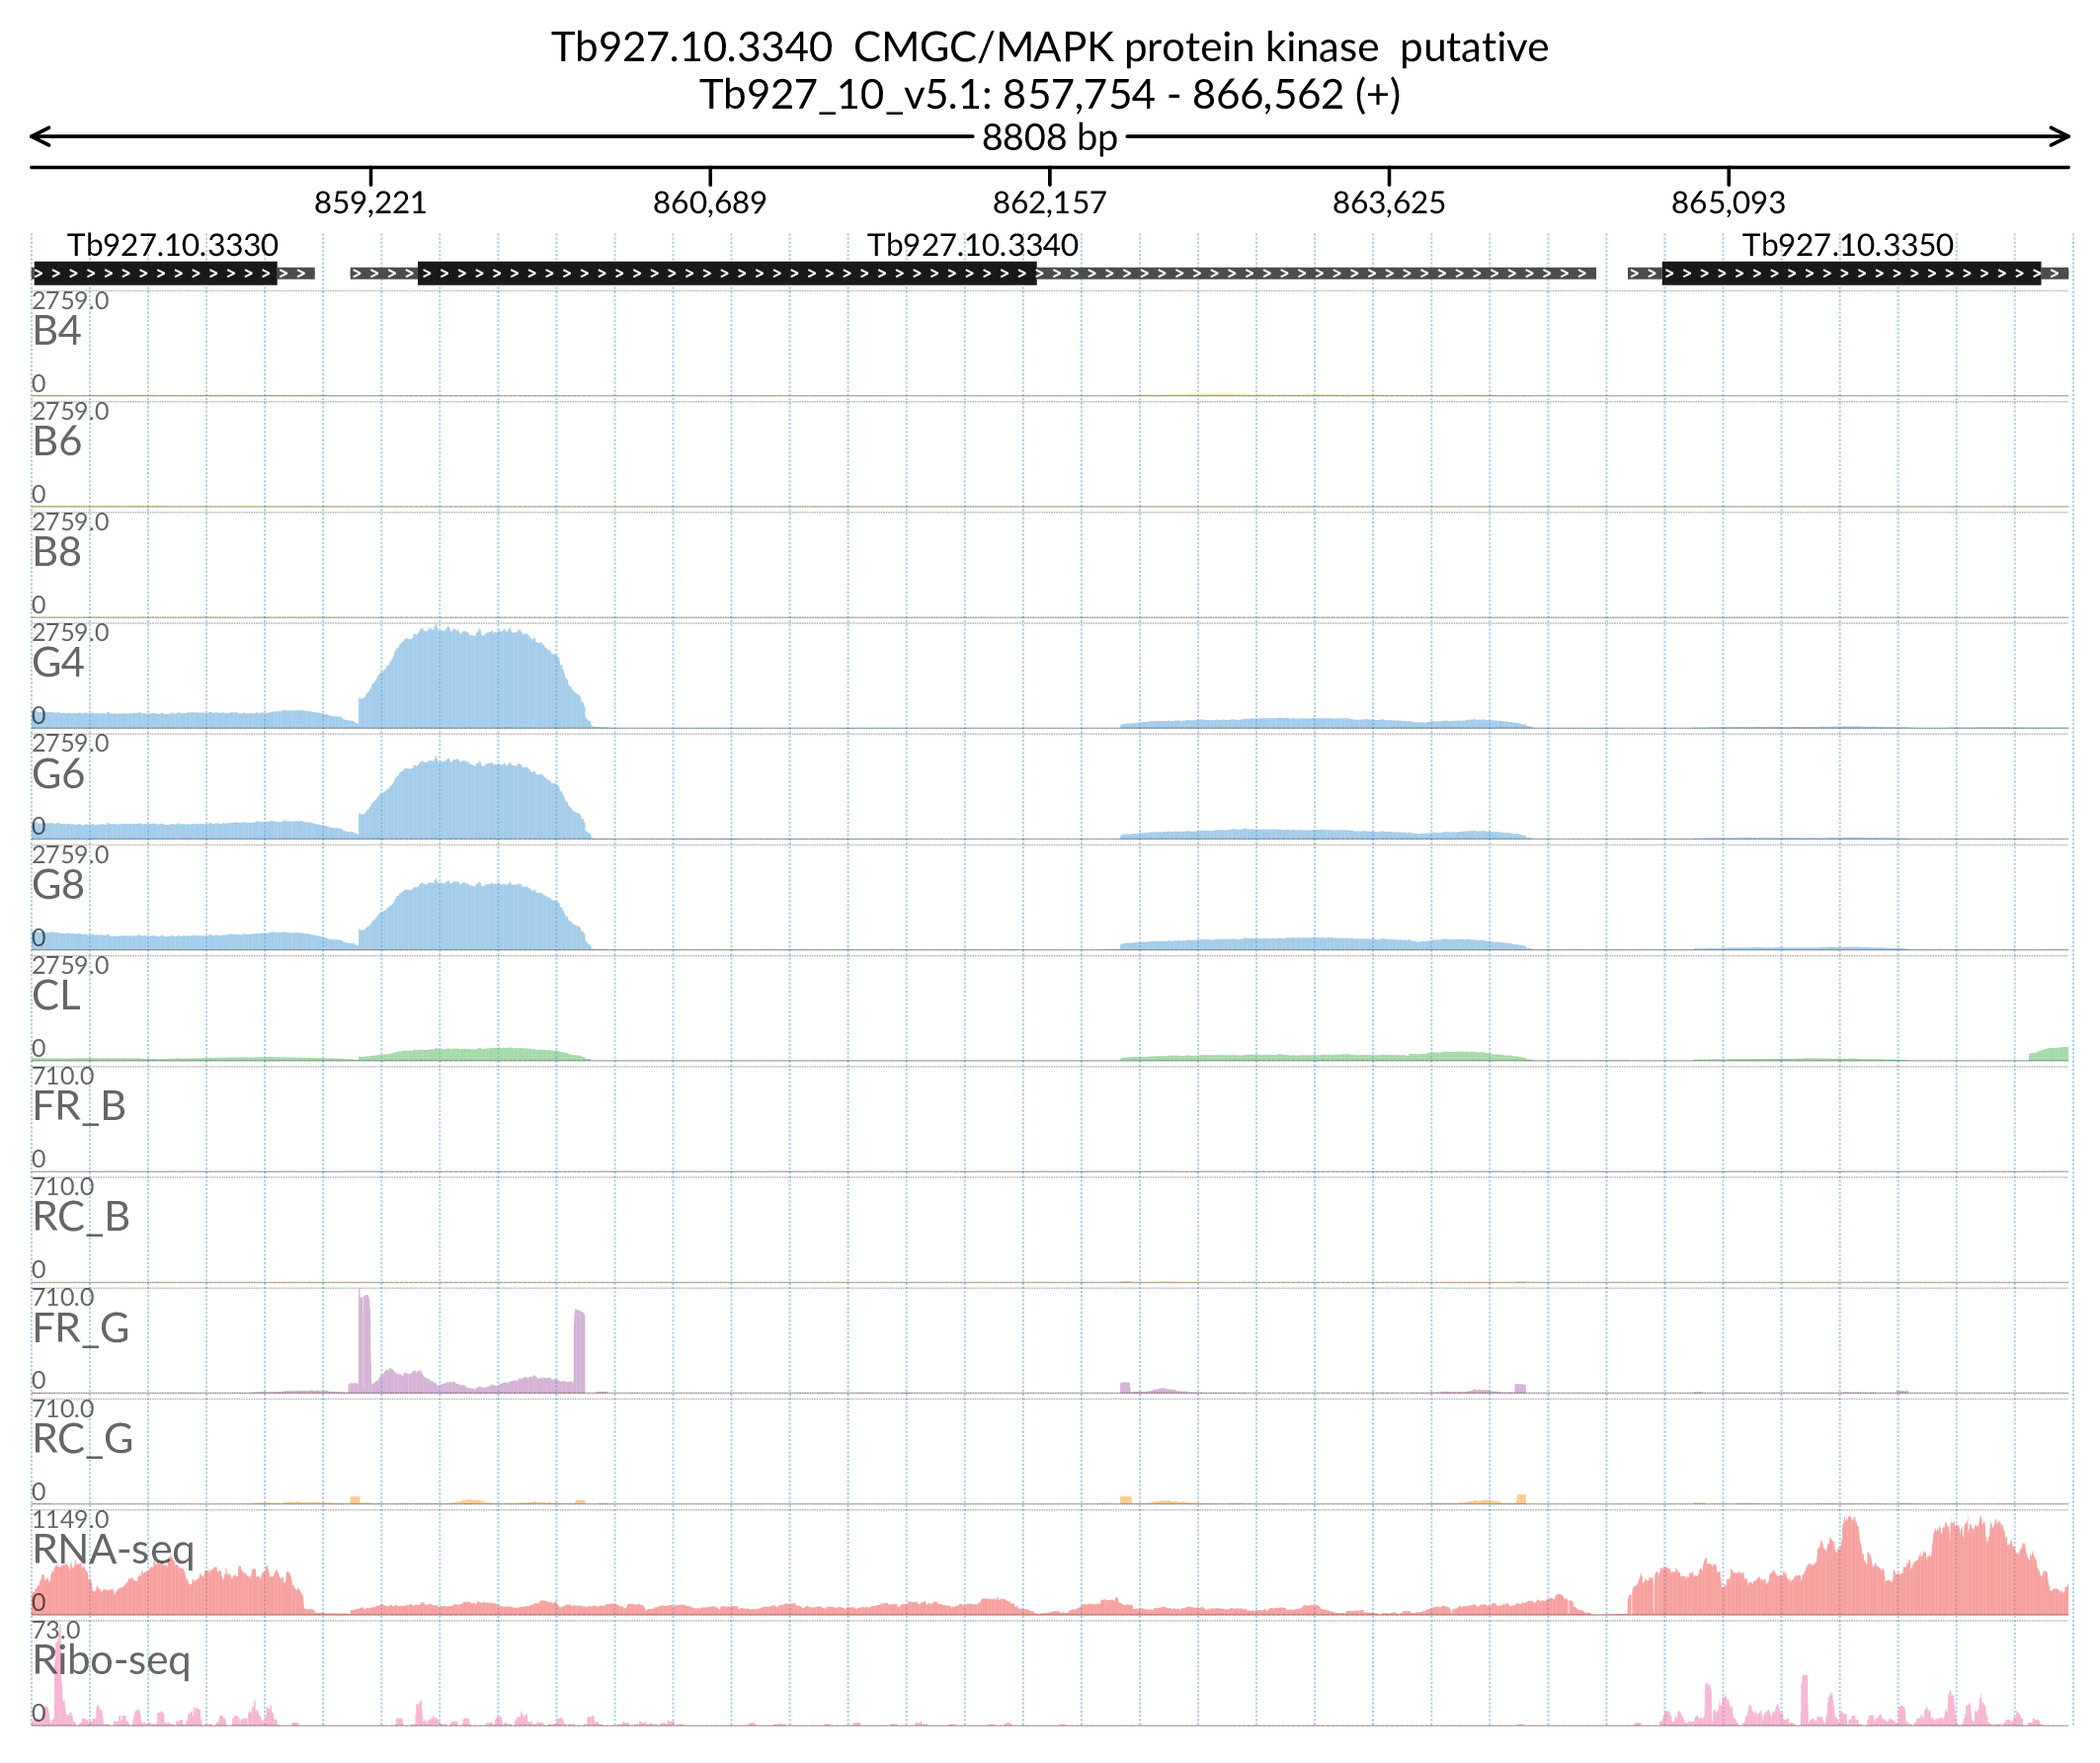 Tb927.10.3340 CMGC/MAPK protein kinase putative
Tb927_10_v5.1: 857,754 - 866,562 (+)
8808 bp
859,221 860,689 862,157 863,625 865,093
Tb927.10.3330 Tb927.10.3340 Tb927.10.3350
2759.0
B4
0
2759.0
B6
0
2759.0
B8
0
2759.0
G4
0
2759.0
G6
0
2759.0
G8
0
2759.0
CL
0
710.0
FR_B
0
710.0
RC_B
0
710.0
FR_G
0
710.0
RC_G
0
1149.0
RNA-seq
0
73.0
Ribo-seq
0